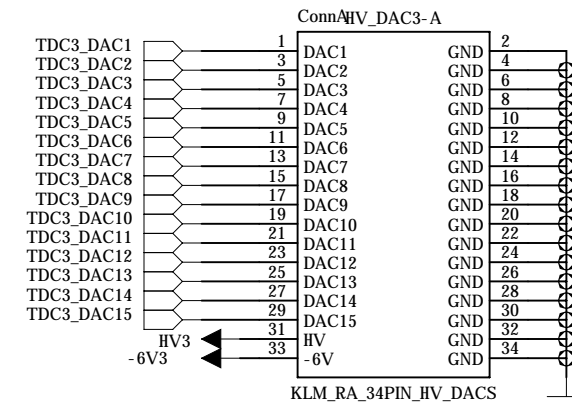 ConnA HV_DAC3-A
TDC3_DAC1 1 DAC1 GND 2
TDC3_DAC2 3 DAC2 GND 4
TDC3_DAC3 5 DAC3 GND 6
TDC3_DAC4 7 DAC4 GND 8
TDC3_DAC5 9 DAC5 GND 10
TDC3_DAC6 11 DAC6 GND 12
TDC3_DAC7 13 DAC7 GND 14
TDC3_DAC8 15 DAC8 GND 16
TDC3_DAC9 17 DAC9 GND 18
TDC3_DAC10 19 DAC10 GND 20
TDC3_DAC11 21 DAC11 GND 22
TDC3_DAC12 23 DAC12 GND 24
TDC3_DAC13 25 DAC13 GND 26
TDC3_DAC14 27 DAC14 GND 28
TDC3_DAC15 29 DAC15 GND 30
HV3 31 HV GND 32
-6V3 33 -6V GND 34
KLM_RA_34PIN_HV_DACS